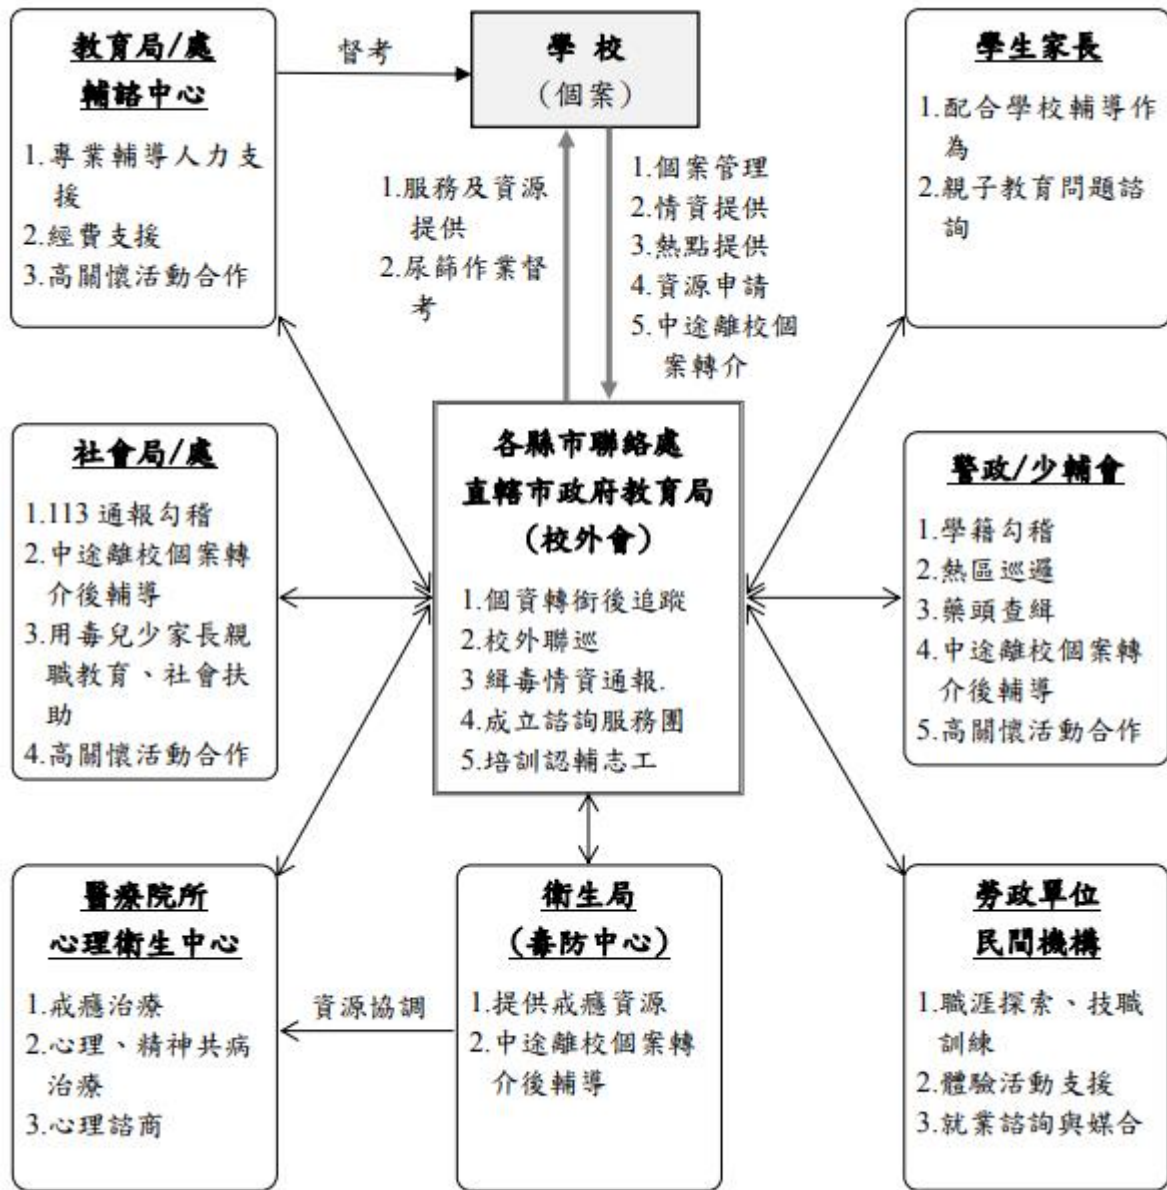 教育局/處
輔諮中心
1.專業輔導人力支
援
2.經費支援
3.高關懷活動合作
督考
學 校
（個案）
1.服務及資源
提供
2.尿篩作業督
考
1.個案管理
2.情資提供
3.熱點提供
4.資源申請
5.中途離校個
案轉介
學生家長
1.配合學校輔導作
為
2.親子教育問題諮
詢
社會局/處
1.113 通報勾稽
2.中途離校個案轉
介後輔導
3.用毒兒少家長親
職教育、社會扶
助
4.高關懷活動合作
各縣市聯絡處
直轄市政府教育局
（校外會）
1.個資轉銜後追蹤
2.校外聯巡
3 緝毒情資通報.
4.成立諮詢服務團
5.培訓認輔志工
警政/少輔會
1.學籍勾稽
2.熱區巡邏
3.藥頭查緝
4.中途離校個案轉
介後輔導
5.高關懷活動合作
醫療院所
心理衛生中心
1.戒癮治療
2.心理、精神共病
治療
3.心理諮商
資源協調
衛生局
（毒防中心）
1.提供戒癮資源
2.中途離校個案轉
介後輔導
勞政單位
民間機構
1.職涯探索、技職
訓練
2.體驗活動支援
3.就業諮詢與媒合